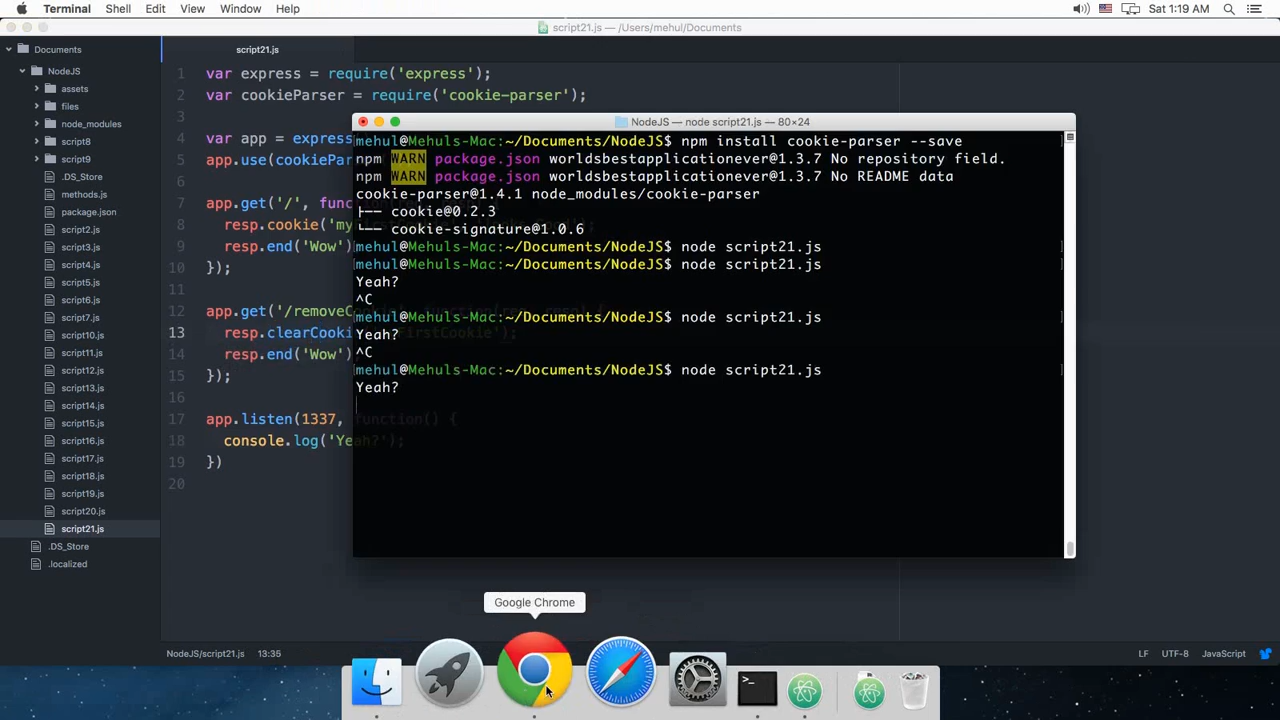 Terminal Shell Edit View Window Help
Sat 1:19 AM
script21.js — /Users/mehul/Documents
Documents
NodeJS
assets
files
node_modules
script8
script9
.DS_Store
methods.js
package.json
script2.js
script3.js
script4.js
script5.js
script6.js
script7.js
script10.js
script11.js
script12.js
script13.js
script14.js
script15.js
script16.js
script17.js
script18.js
script19.js
script20.js
script21.js
.DS_Store
.localized
script21.js
1 var express = require('express');
2 var cookieParser = require('cookie-parser');
3
4 var app = express
5 app.use(cookiePar
6
7 app.get('/', func
8 resp.cookie('my
9 resp.end('Wow')
10 });
11
12 app.get('/removeCo
13 resp.clearCooki FirstCookie');
14 resp.end('Wow')
15 });
16
17 app.listen(1337, function() {
18 console.log('Yeah?');
19 })
20
NodeJS — node script21.js — 80×24
mehul@Mehuls-Mac:~/Documents/NodeJS$ npm install cookie-parser --save
npm WARN package.json worldsbestapplicationever@1.3.7 No repository field.
npm WARN package.json worldsbestapplicationever@1.3.7 No README data
cookie-parser@1.4.1 node_modules/cookie-parser
├── cookie@0.2.3
└── cookie-signature@1.0.6
mehul@Mehuls-Mac:~/Documents/NodeJS$ node script21.js
mehul@Mehuls-Mac:~/Documents/NodeJS$ node script21.js
Yeah?
^C
mehul@Mehuls-Mac:~/Documents/NodeJS$ node script21.js
Yeah?
^C
mehul@Mehuls-Mac:~/Documents/NodeJS$ node script21.js
Yeah?
Google Chrome
NodeJS/script21.js 13:35
LF UTF-8 JavaScript